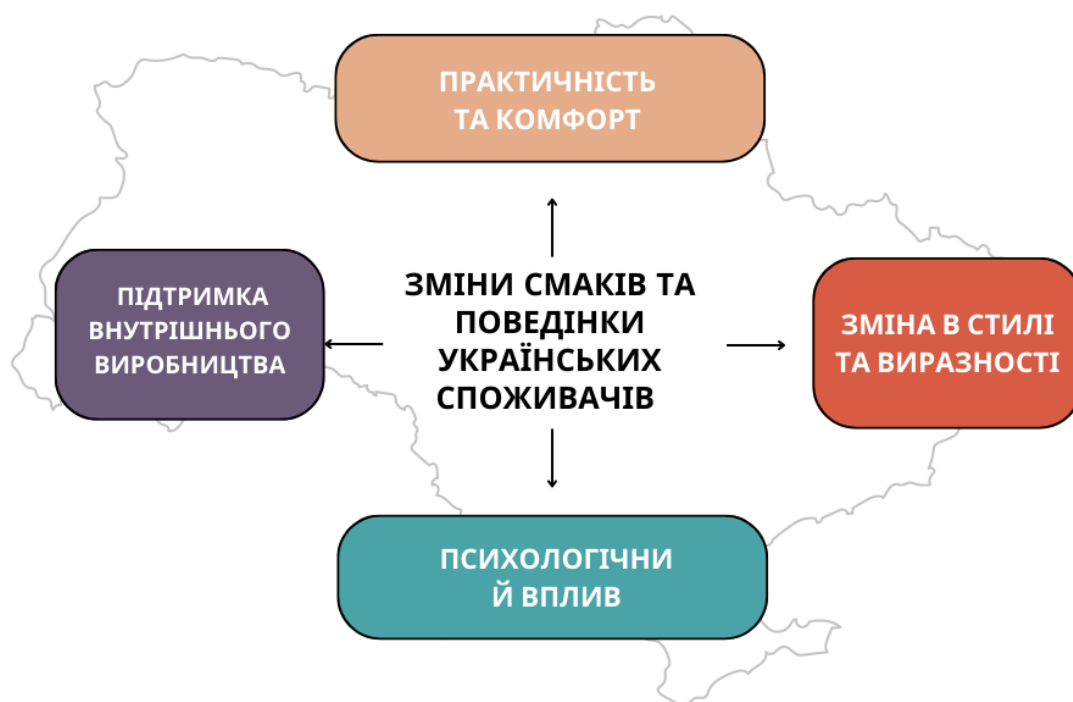 ПРАКТИЧНІСТЬ
ТА КОМФОРТ
ПІДТРИМКА
ВНУТРІШНЬОГО
ВИРОБНИЦТВА
ЗМІНИ СМАКІВ ТА
ПОВЕДІНКИ
УКРАЇНСЬКИХ
СПОЖИВАЧІВ
ЗМІНА В СТИЛІ
ТА ВИРАЗНОСТІ
ПСИХОЛОГІЧНИ
Й ВПЛИВ